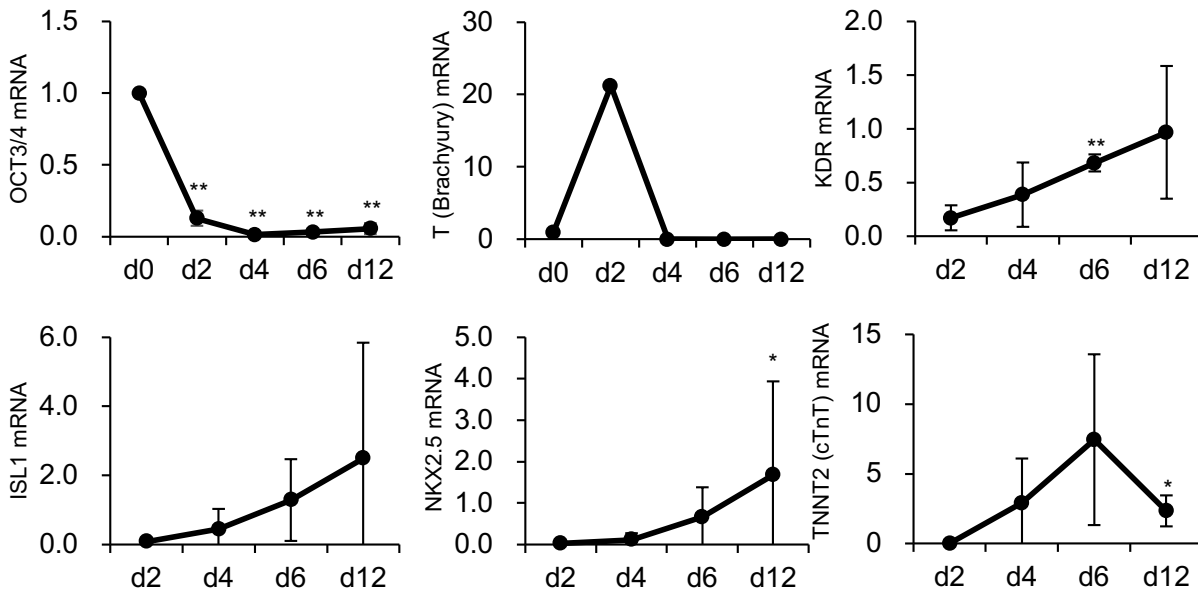 OCT3/4 mRNA
1.5
1.0
0.5
0.0
**
**
**
**
d0 d2 d4 d6 d12
T (Brachyury) mRNA
30
20
10
0
d0 d2 d4 d6 d12
KDR mRNA
2.0
1.5
1.0
0.5
0.0
**
d2 d4 d6 d12
ISL1 mRNA
6.0
4.0
2.0
0.0
d2 d4 d6 d12
NKX2.5 mRNA
5.0
4.0
3.0
2.0
1.0
0.0
*
d2 d4 d6 d12
TNNT2 (cTnT) mRNA
15
10
5
0
*
d2 d4 d6 d12